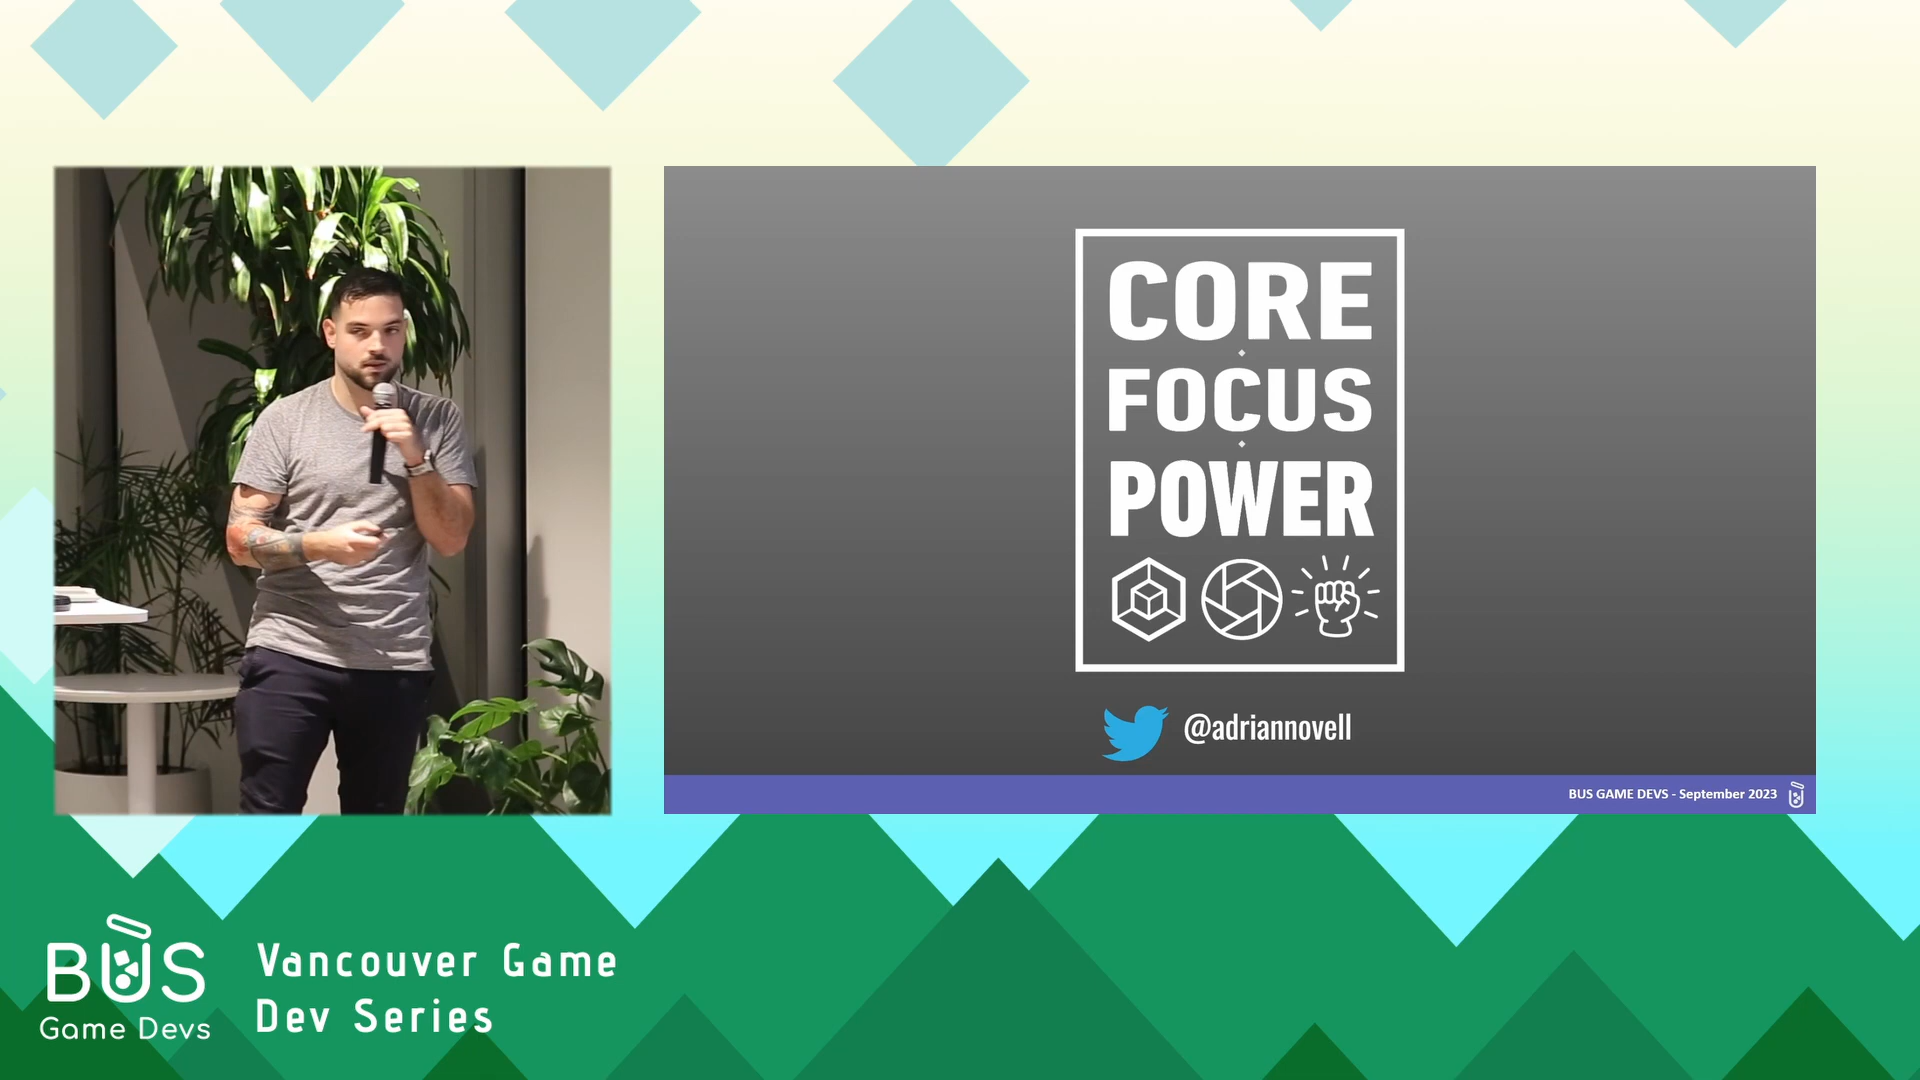 CORE
FOCUS
POWER
@adriannovell
BUS GAME DEVS - September 2023
BUS
Game Devs
Vancouver Game
Dev Series